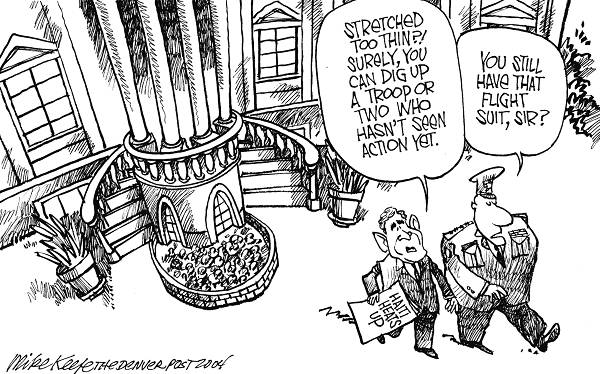 STRETCHED
TOO THIN?!
SURELY, YOU
CAN DIG UP
A TROOP OR
TWO WHO
HASN'T SEEN
ACTION YET.
YOU STILL
HAVE THAT
FLIGHT
SUIT, SIR?
HAITI
HEATS
UP
MIKE KEEFE THE DENVER POST 2004